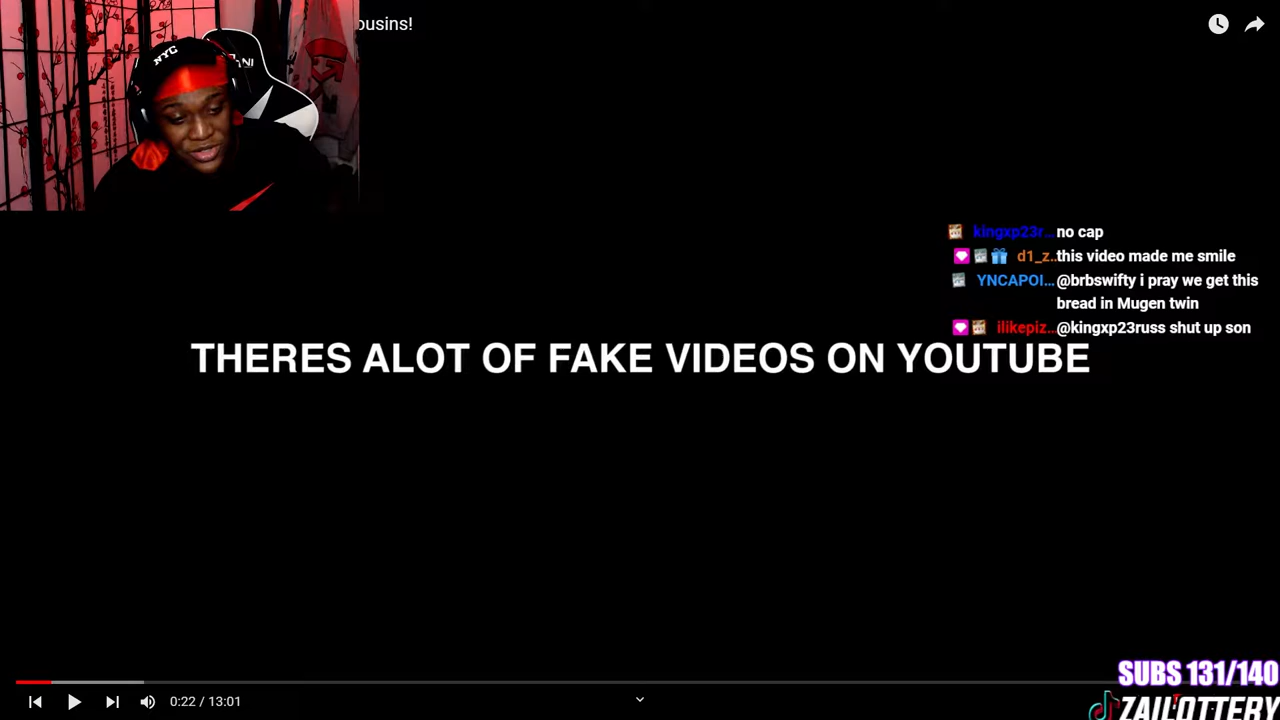 ousins!
NYC
kingxp23r... no cap
d1_z.. this video made me smile
YNCAPOI... @brbswifty i pray we get this
bread in Mugen twin
ilikepiz... @kingxp23russ shut up son
THERES ALOT OF FAKE VIDEOS ON YOUTUBE
0:22 / 13:01
SUBS 131/140
ZAILOTTERY